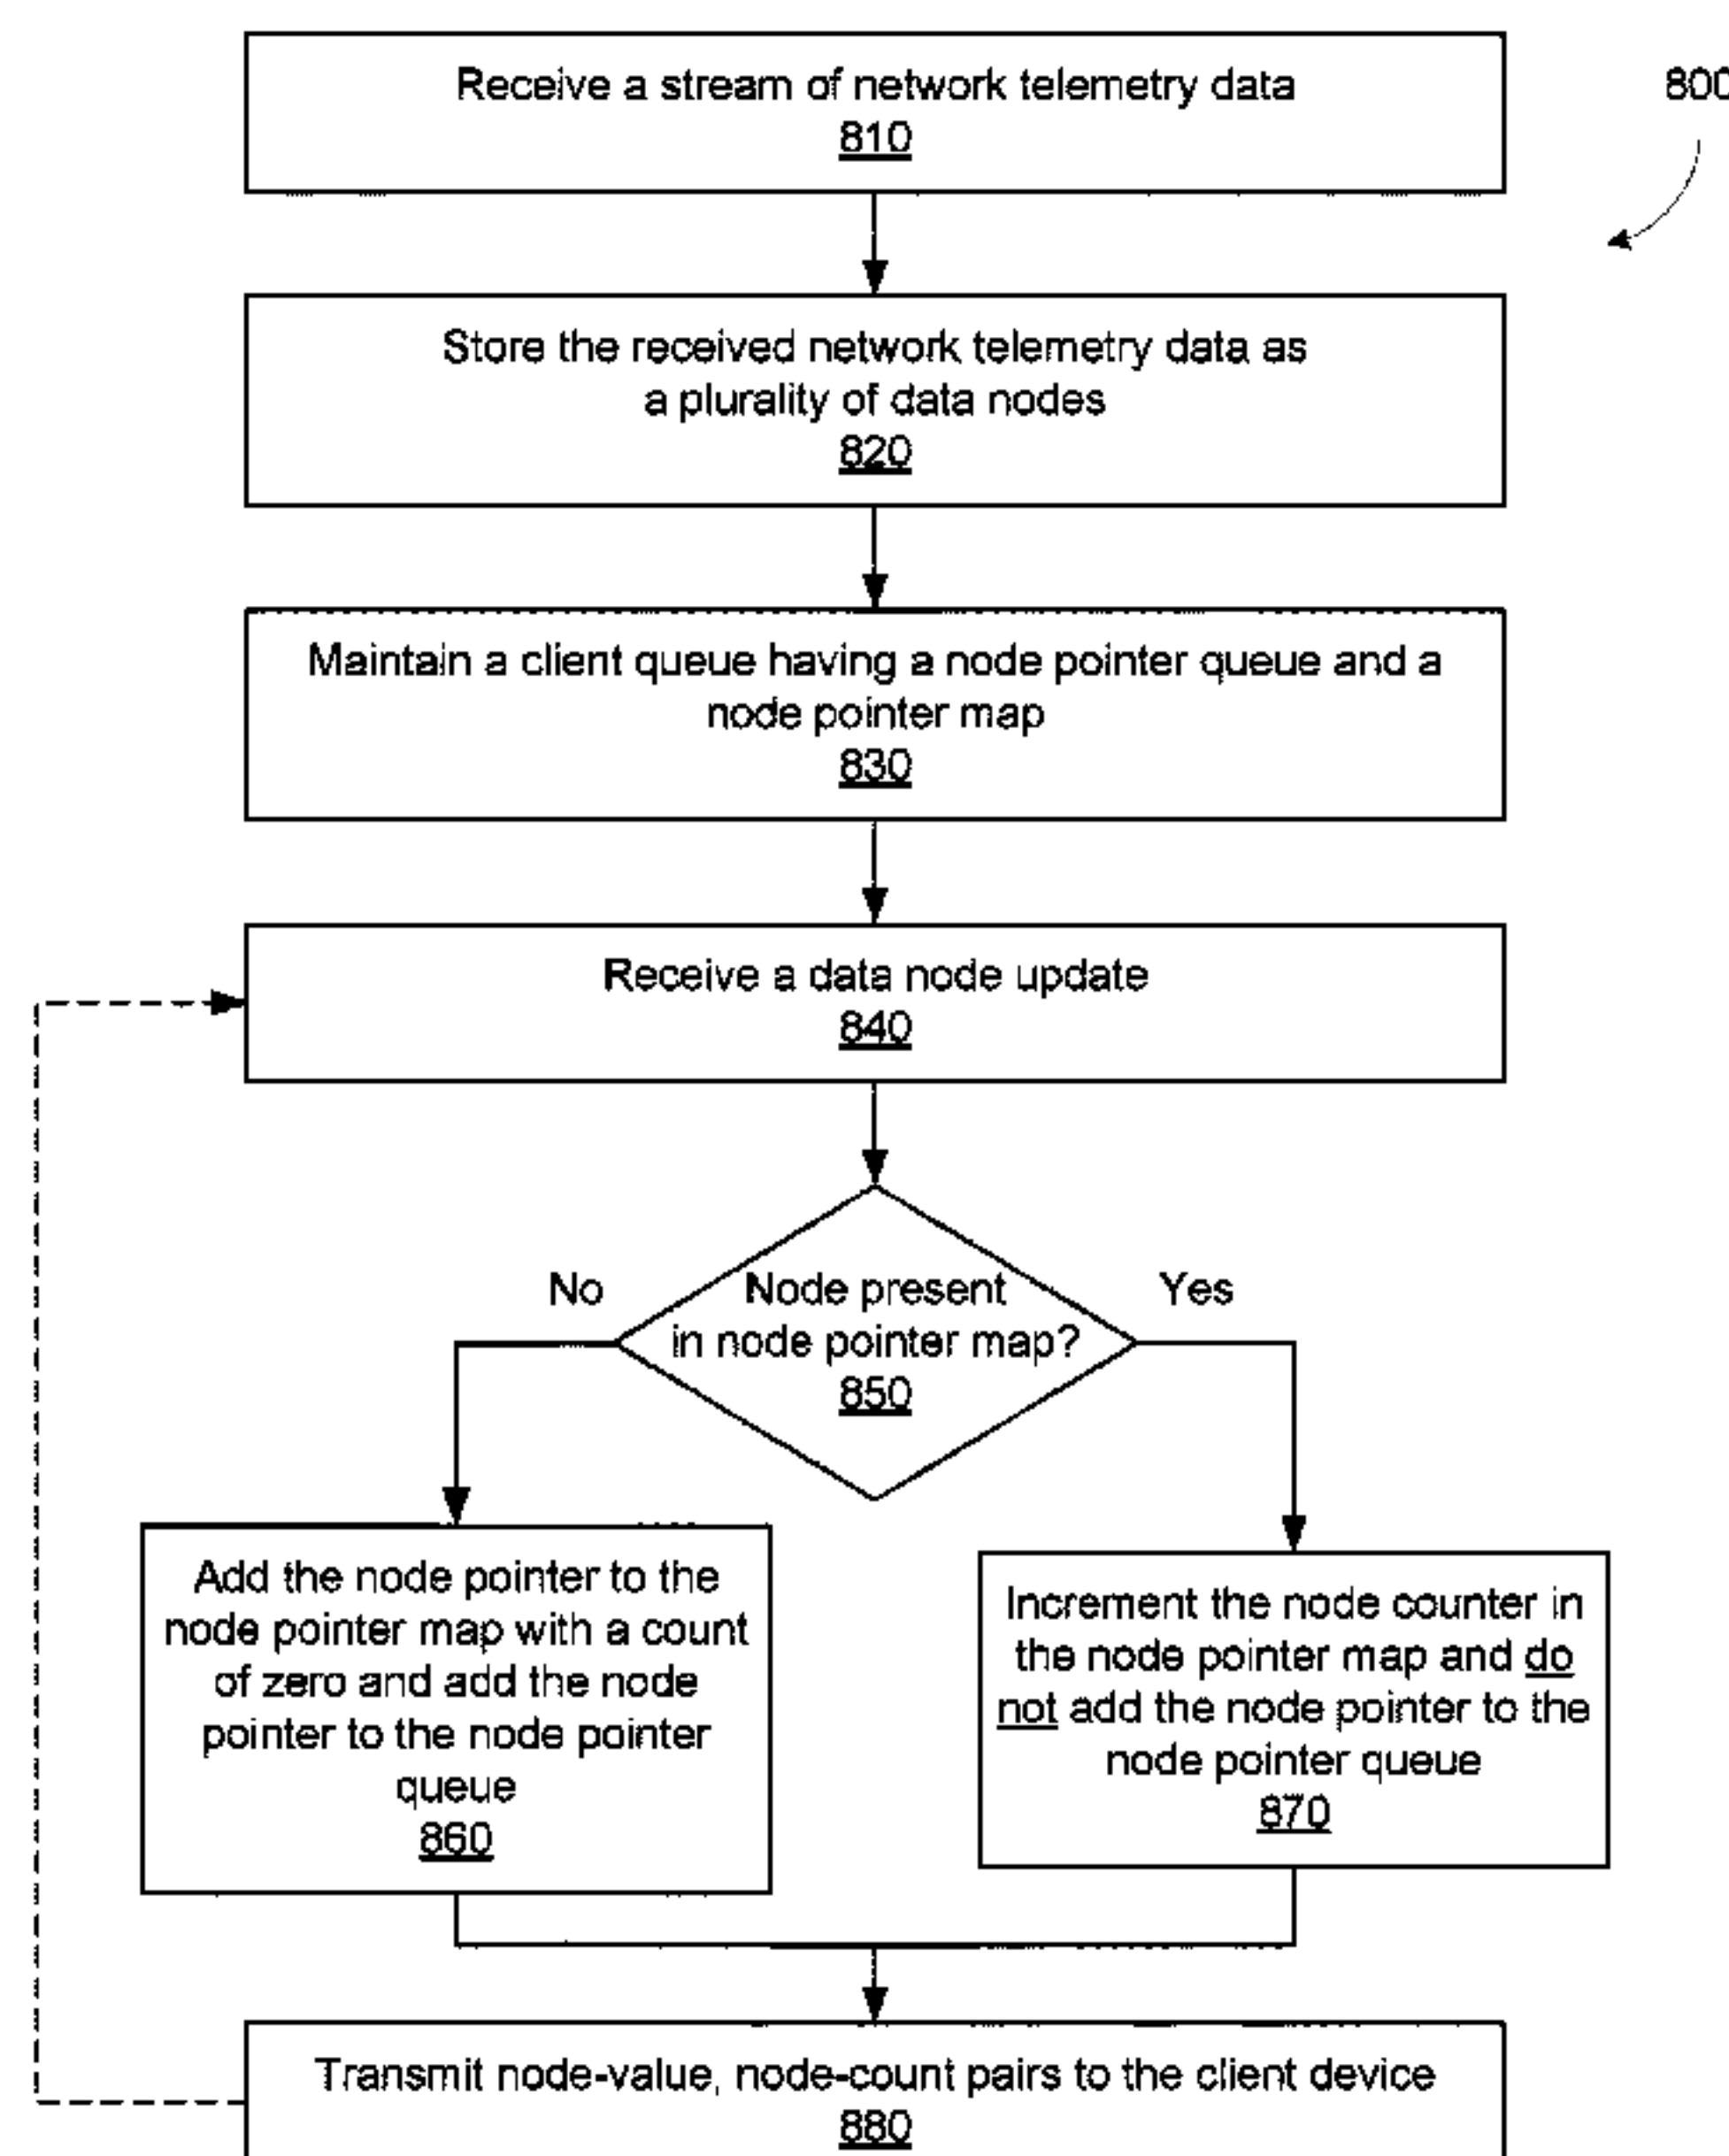 Receive a stream of network telemetry data
810
800
Store the received network telemetry data as
a plurality of data nodes
820
Maintain a client queue having a node pointer queue and a
node pointer map
830
Receive a data node update
840
No
Yes
Node present
in node pointer map?
850
Add the node pointer to the
node pointer map with a count
of zero and add the node
pointer to the node pointer
queue
860
Increment the node counter in
the node pointer map and do
not add the node pointer to the
node pointer queue
870
Transmit node-value, node-count pairs to the client device
880